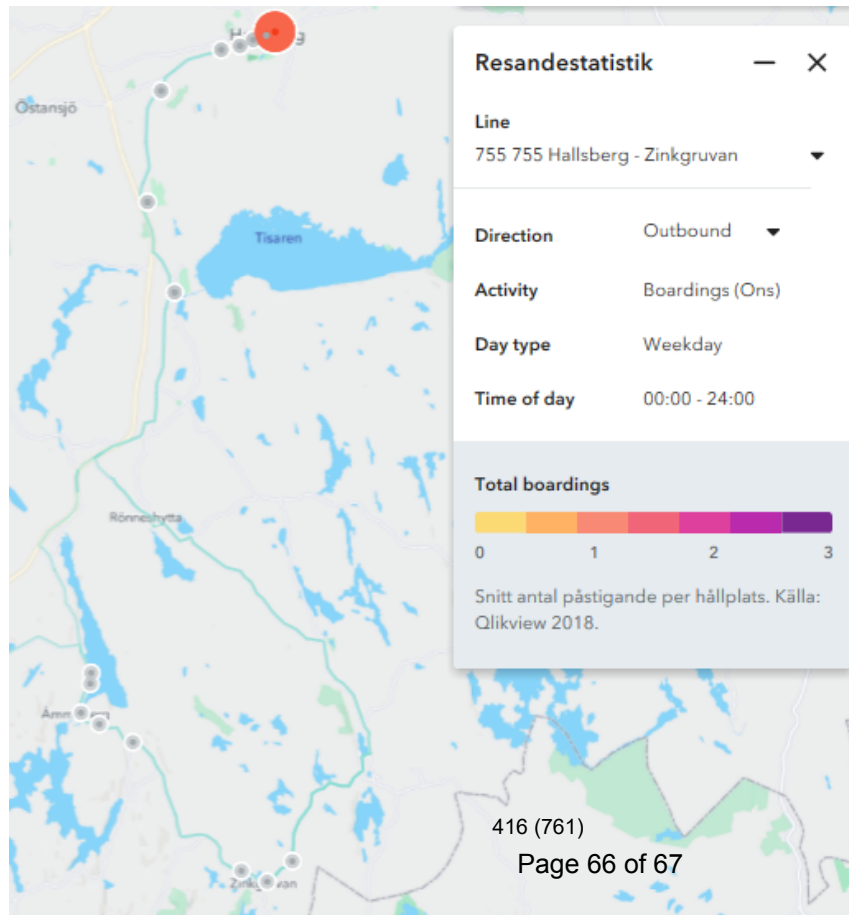 Resandestatistik
Line
755 755 Hallsberg - Zinkgruvan
Direction Outbound
Activity Boardings (Ons)
Day type Weekday
Time of day 00:00 - 24:00
Total boardings
0 1 2 3
Snitt antal påstigande per hållplats. Källa:
Qlikview 2018.
Östansjö
Tisaren
Rönneshytta
416 (761)
Page 66 of 67